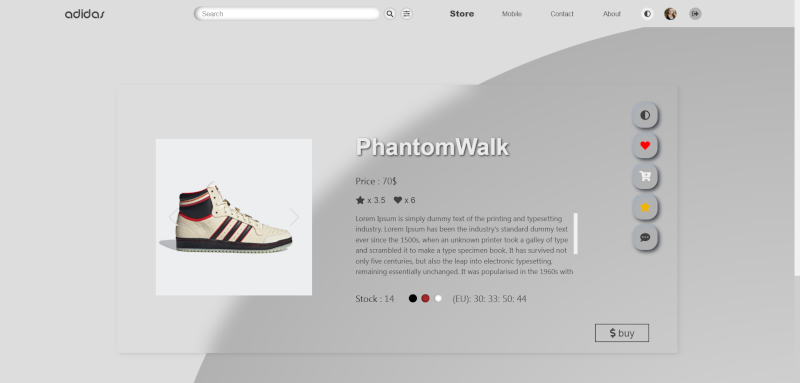 adidas
Search
Store
Mobile
Contact
About
PhantomWalk
Price : 70$
x 3.5 x 6
Lorem Ipsum is simply dummy text of the printing and typesetting
industry. Lorem Ipsum has been the industry's standard dummy text
ever since the 1500s, when an unknown printer took a galley of type
and scrambled it to make a type specimen book. It has survived not
only five centuries, but also the leap into electronic typesetting,
remaining essentially unchanged. It was popularised in the 1960s with
Stock : 14 (EU): 30: 33: 50: 44
$ buy